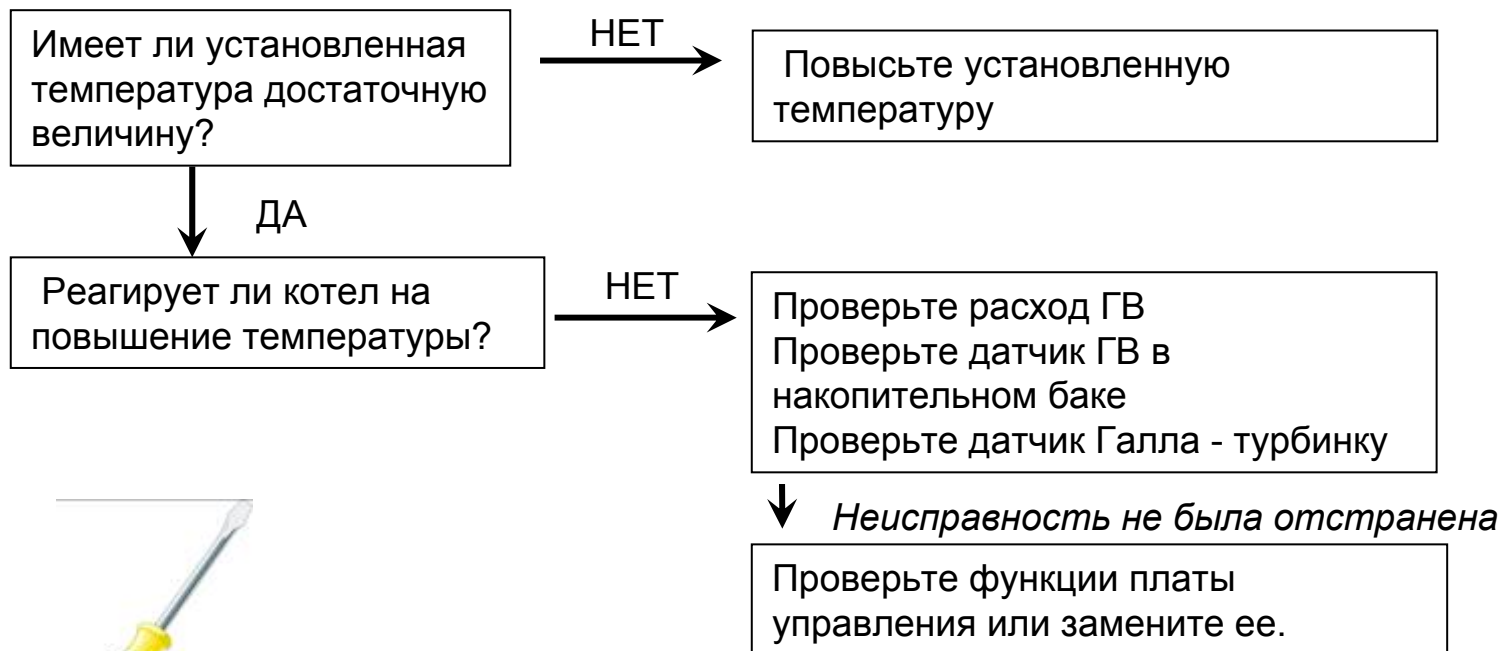 Имеет ли установленная
температура достаточную
величину?
НЕТ
Повысьте установленную
температуру
ДА
Реагирует ли котел на
повышение температуры?
НЕТ
Проверьте расход ГВ
Проверьте датчик ГВ в
накопительном баке
Проверьте датчик Галла - турбинку
Неисправность не была отстранена
Проверьте функции платы
управления или замените ее.